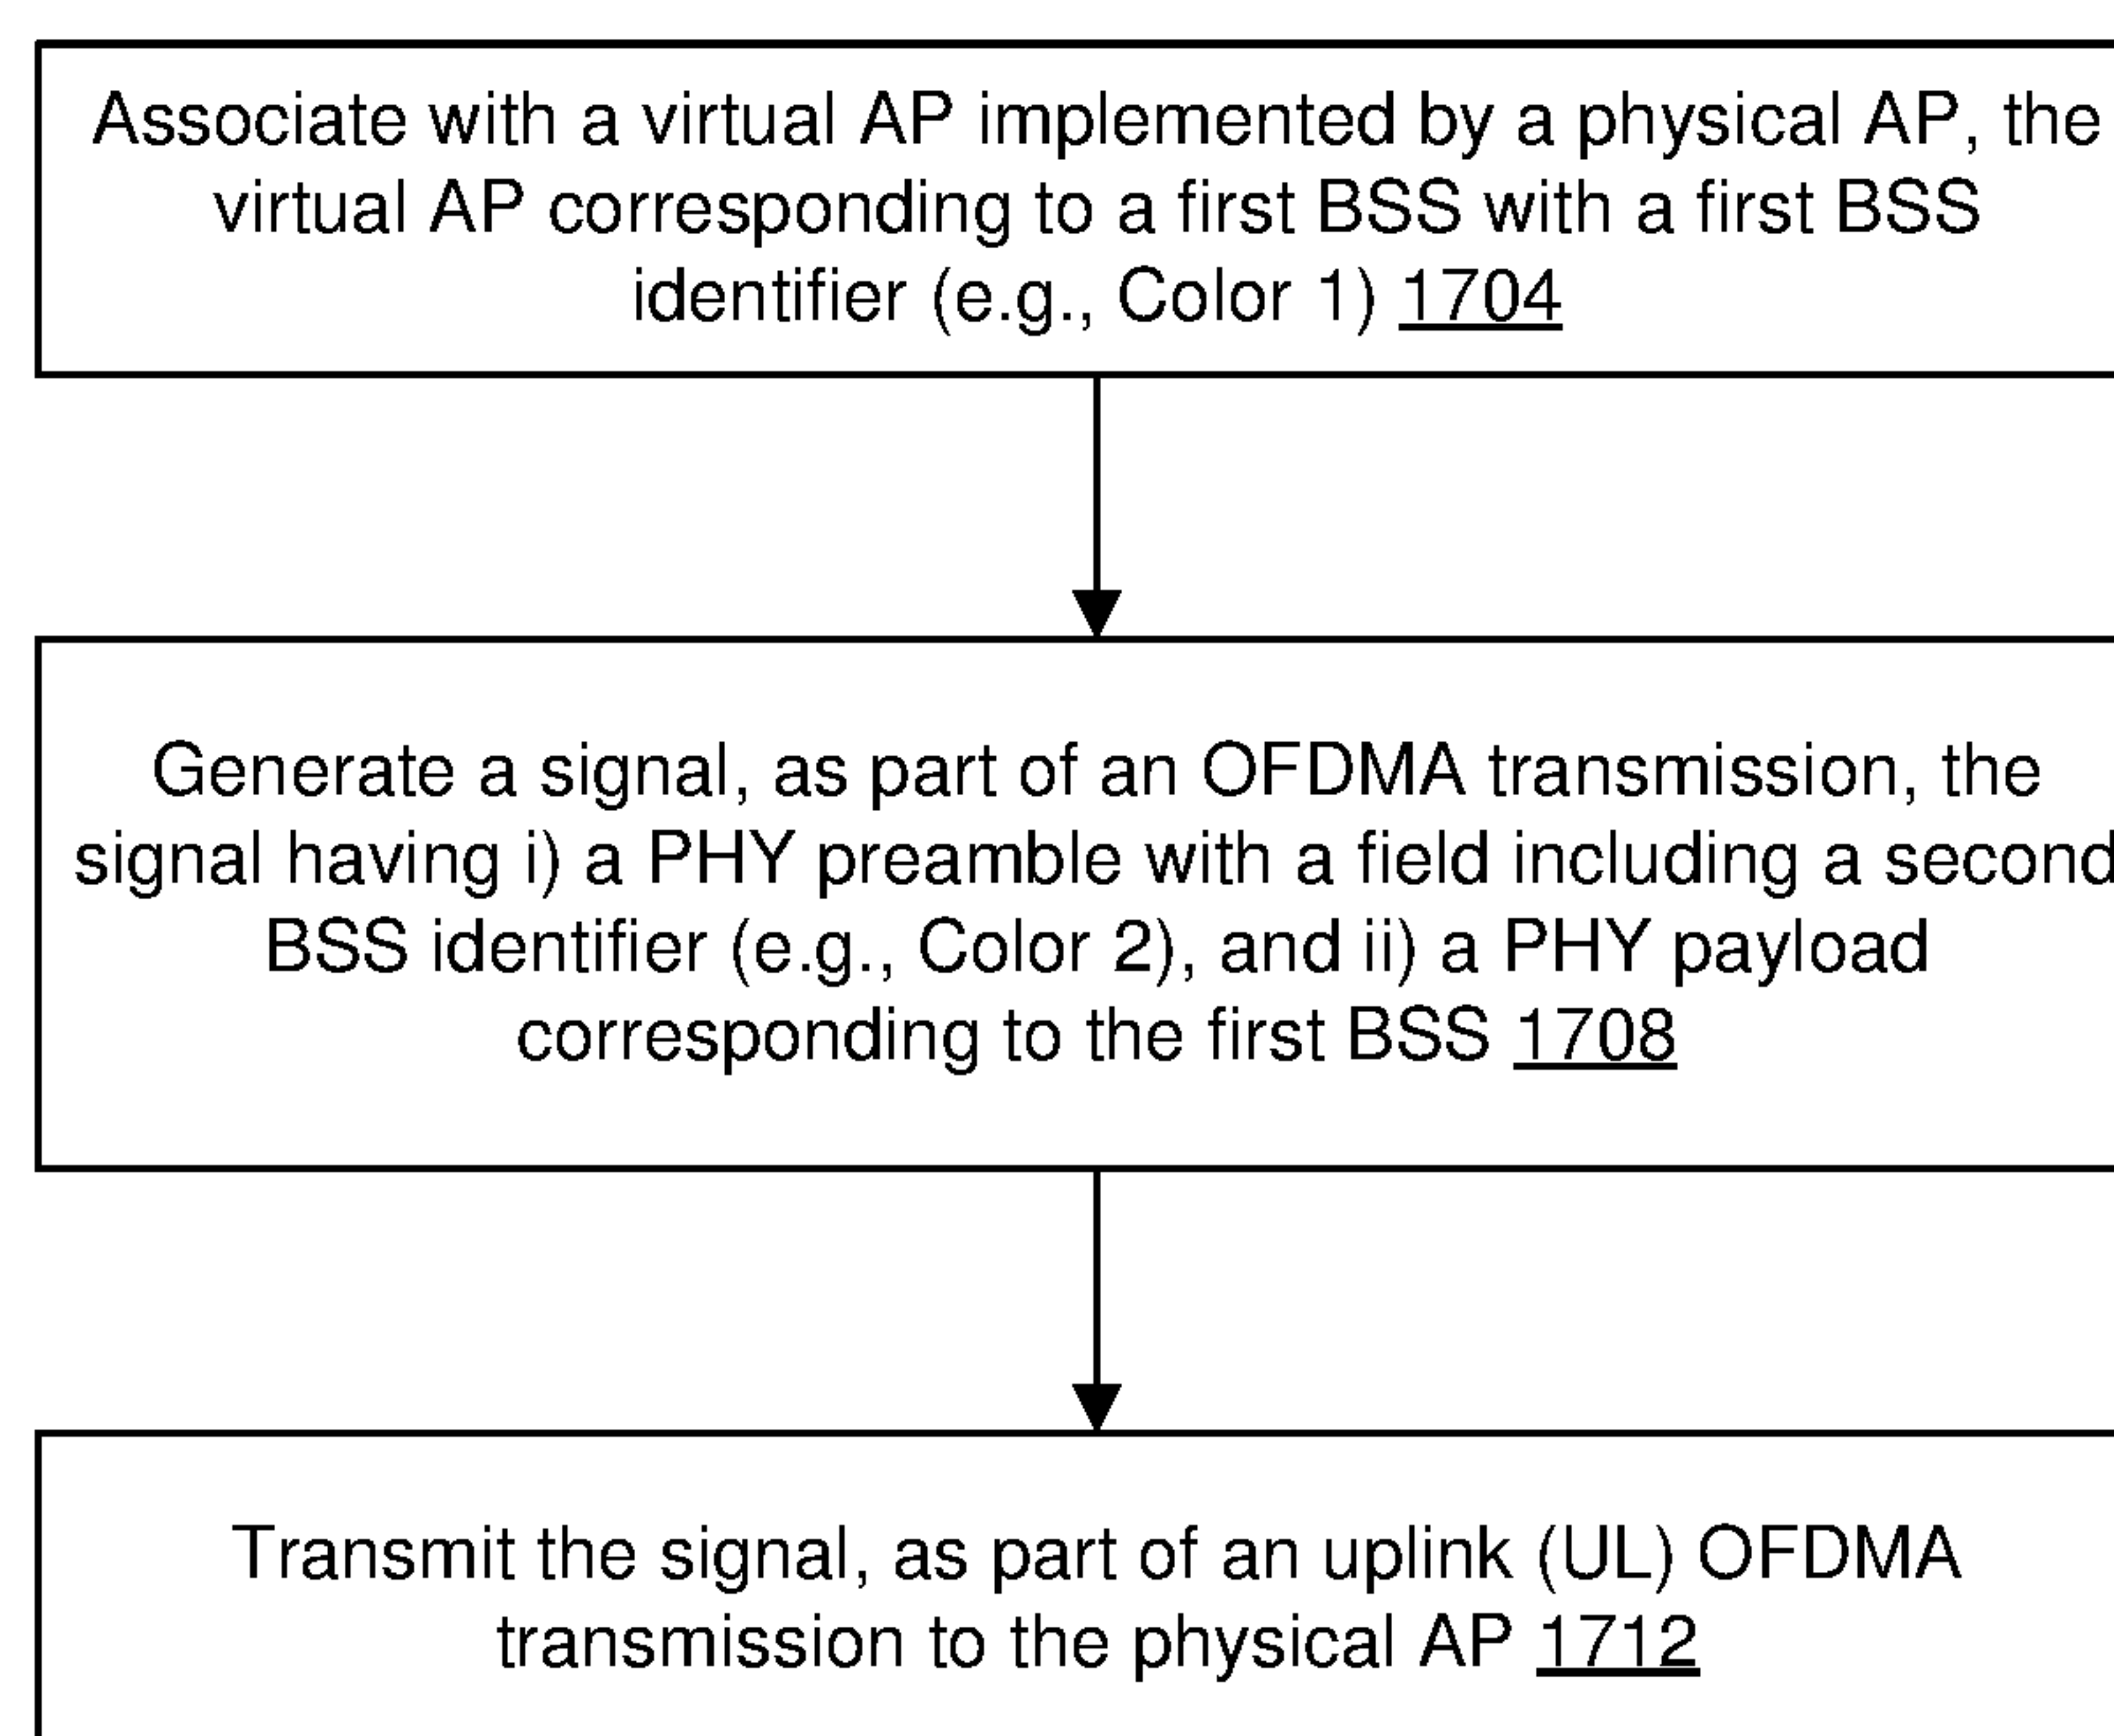 Associate with a virtual AP implemented by a physical AP, the
virtual AP corresponding to a first BSS with a first BSS
identifier (e.g., Color 1) 1704
Generate a signal, as part of an OFDMA transmission, the
signal having i) a PHY preamble with a field including a second
BSS identifier (e.g., Color 2), and ii) a PHY payload
corresponding to the first BSS 1708
Transmit the signal, as part of an uplink (UL) OFDMA
transmission to the physical AP 1712